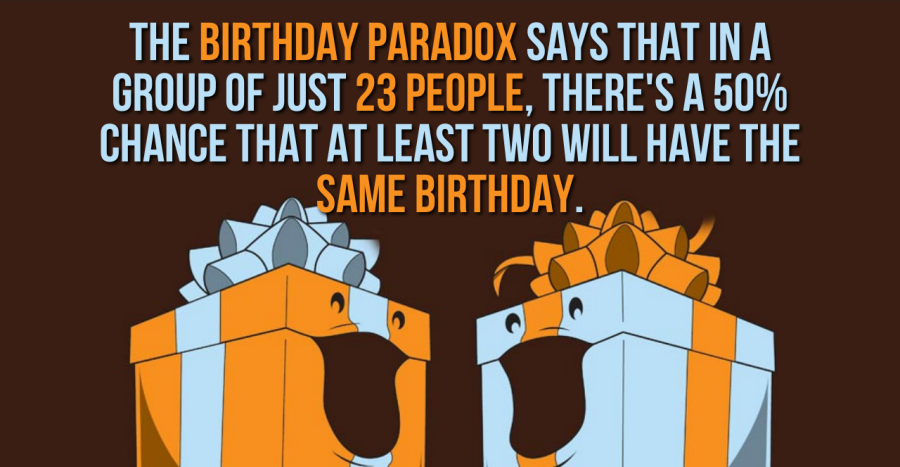 THE BIRTHDAY PARADOX SAYS THAT IN A
GROUP OF JUST 23 PEOPLE, THERE'S A 50%
CHANCE THAT AT LEAST TWO WILL HAVE THE
SAME BIRTHDAY.